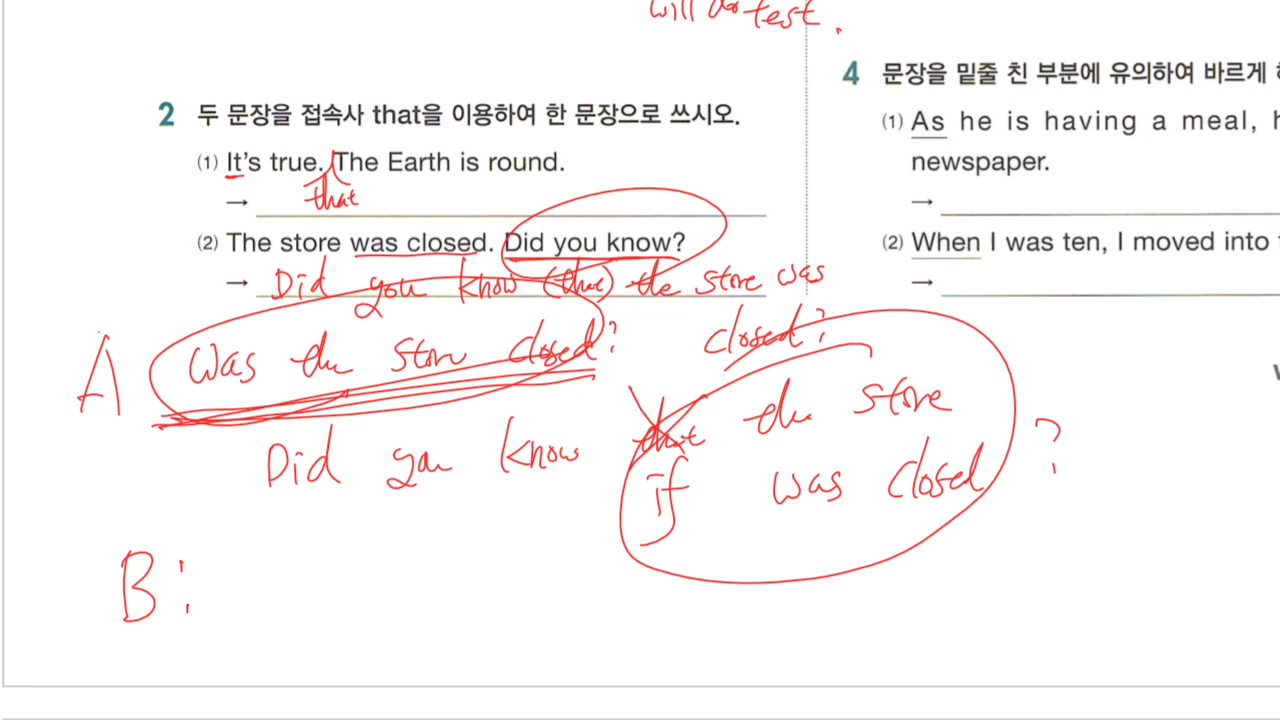 will do test.
2 두 문장을 접속사 that을 이용하여 한 문장으로 쓰시오.
(1) It's true. The Earth is round.
→ that
(2) The store was closed. Did you know?
→ Did you know (that) the store was
closed?
A Was the store closed?
Did you know that the store
if was closed ?
B:
4 문장을 밑줄 친 부분에 유의하여 바르게
(1) As he is having a meal, h
newspaper.
→
(2) When I was ten, I moved into
→